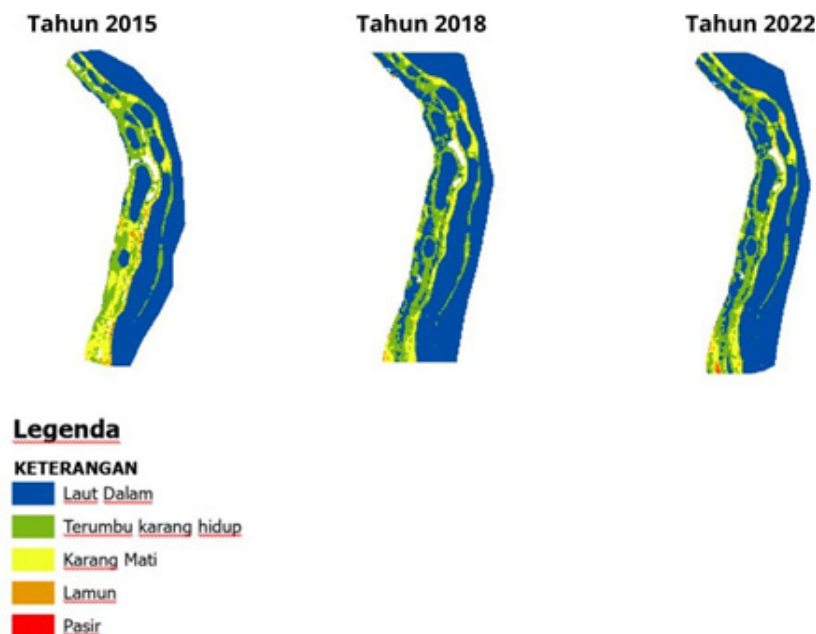 Tahun 2015
Tahun 2018
Tahun 2022
Legenda
KETERANGAN
Laut Dalam
Terumbu karang hidup
Karang Mati
Lamun
Pasir